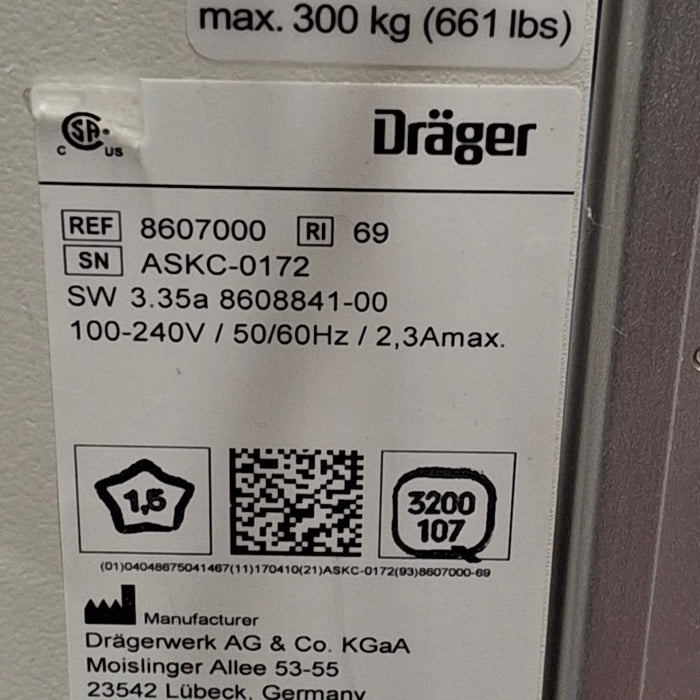 max. 300 kg (661 lbs)
CSA
C US
Dräger
REF 8607000 RI 69
SN ASKC-0172
SW 3.35a 8608841-00
100-240V / 50/60Hz / 2,3Amax.
1,5
3200
107
(01)04048675041467(11)170410(21)ASKC-0172(93)8607000-69
Manufacturer
Drägerwerk AG & Co. KGaA
Moislinger Allee 53-55
23542 Lübeck, Germany